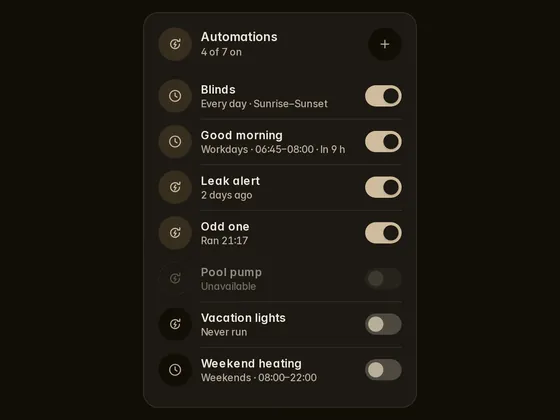 Automations
4 of 7 on
Blinds
Every day · Sunrise–Sunset
Good morning
Workdays · 06:45–08:00 · In 9 h
Leak alert
2 days ago
Odd one
Ran 21:17
Pool pump
Unavailable
Vacation lights
Never run
Weekend heating
Weekends · 08:00–22:00